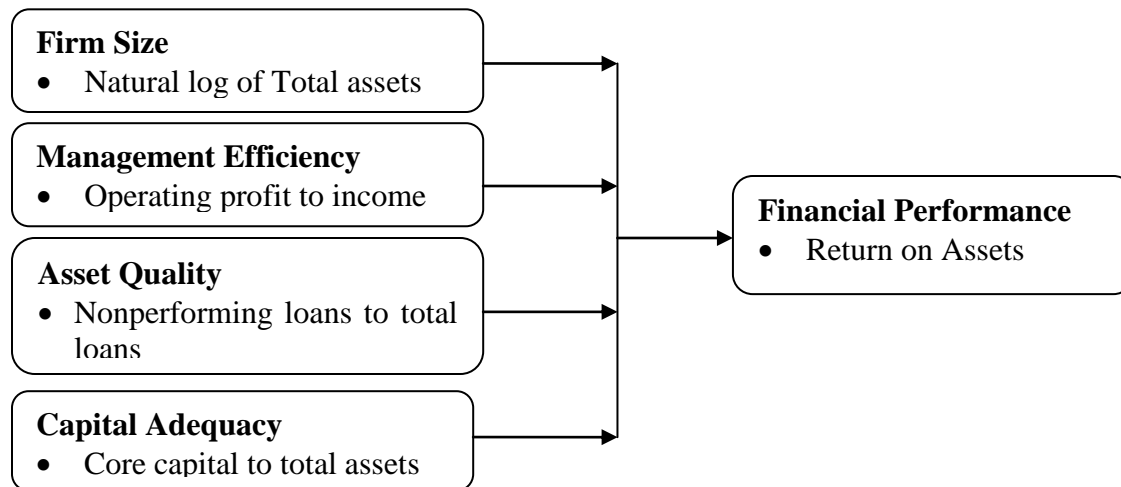 Firm Size
• Natural log of Total assets
Management Efficiency
• Operating profit to income
Asset Quality
• Nonperforming loans to total
loans
Capital Adequacy
• Core capital to total assets
Financial Performance
• Return on Assets